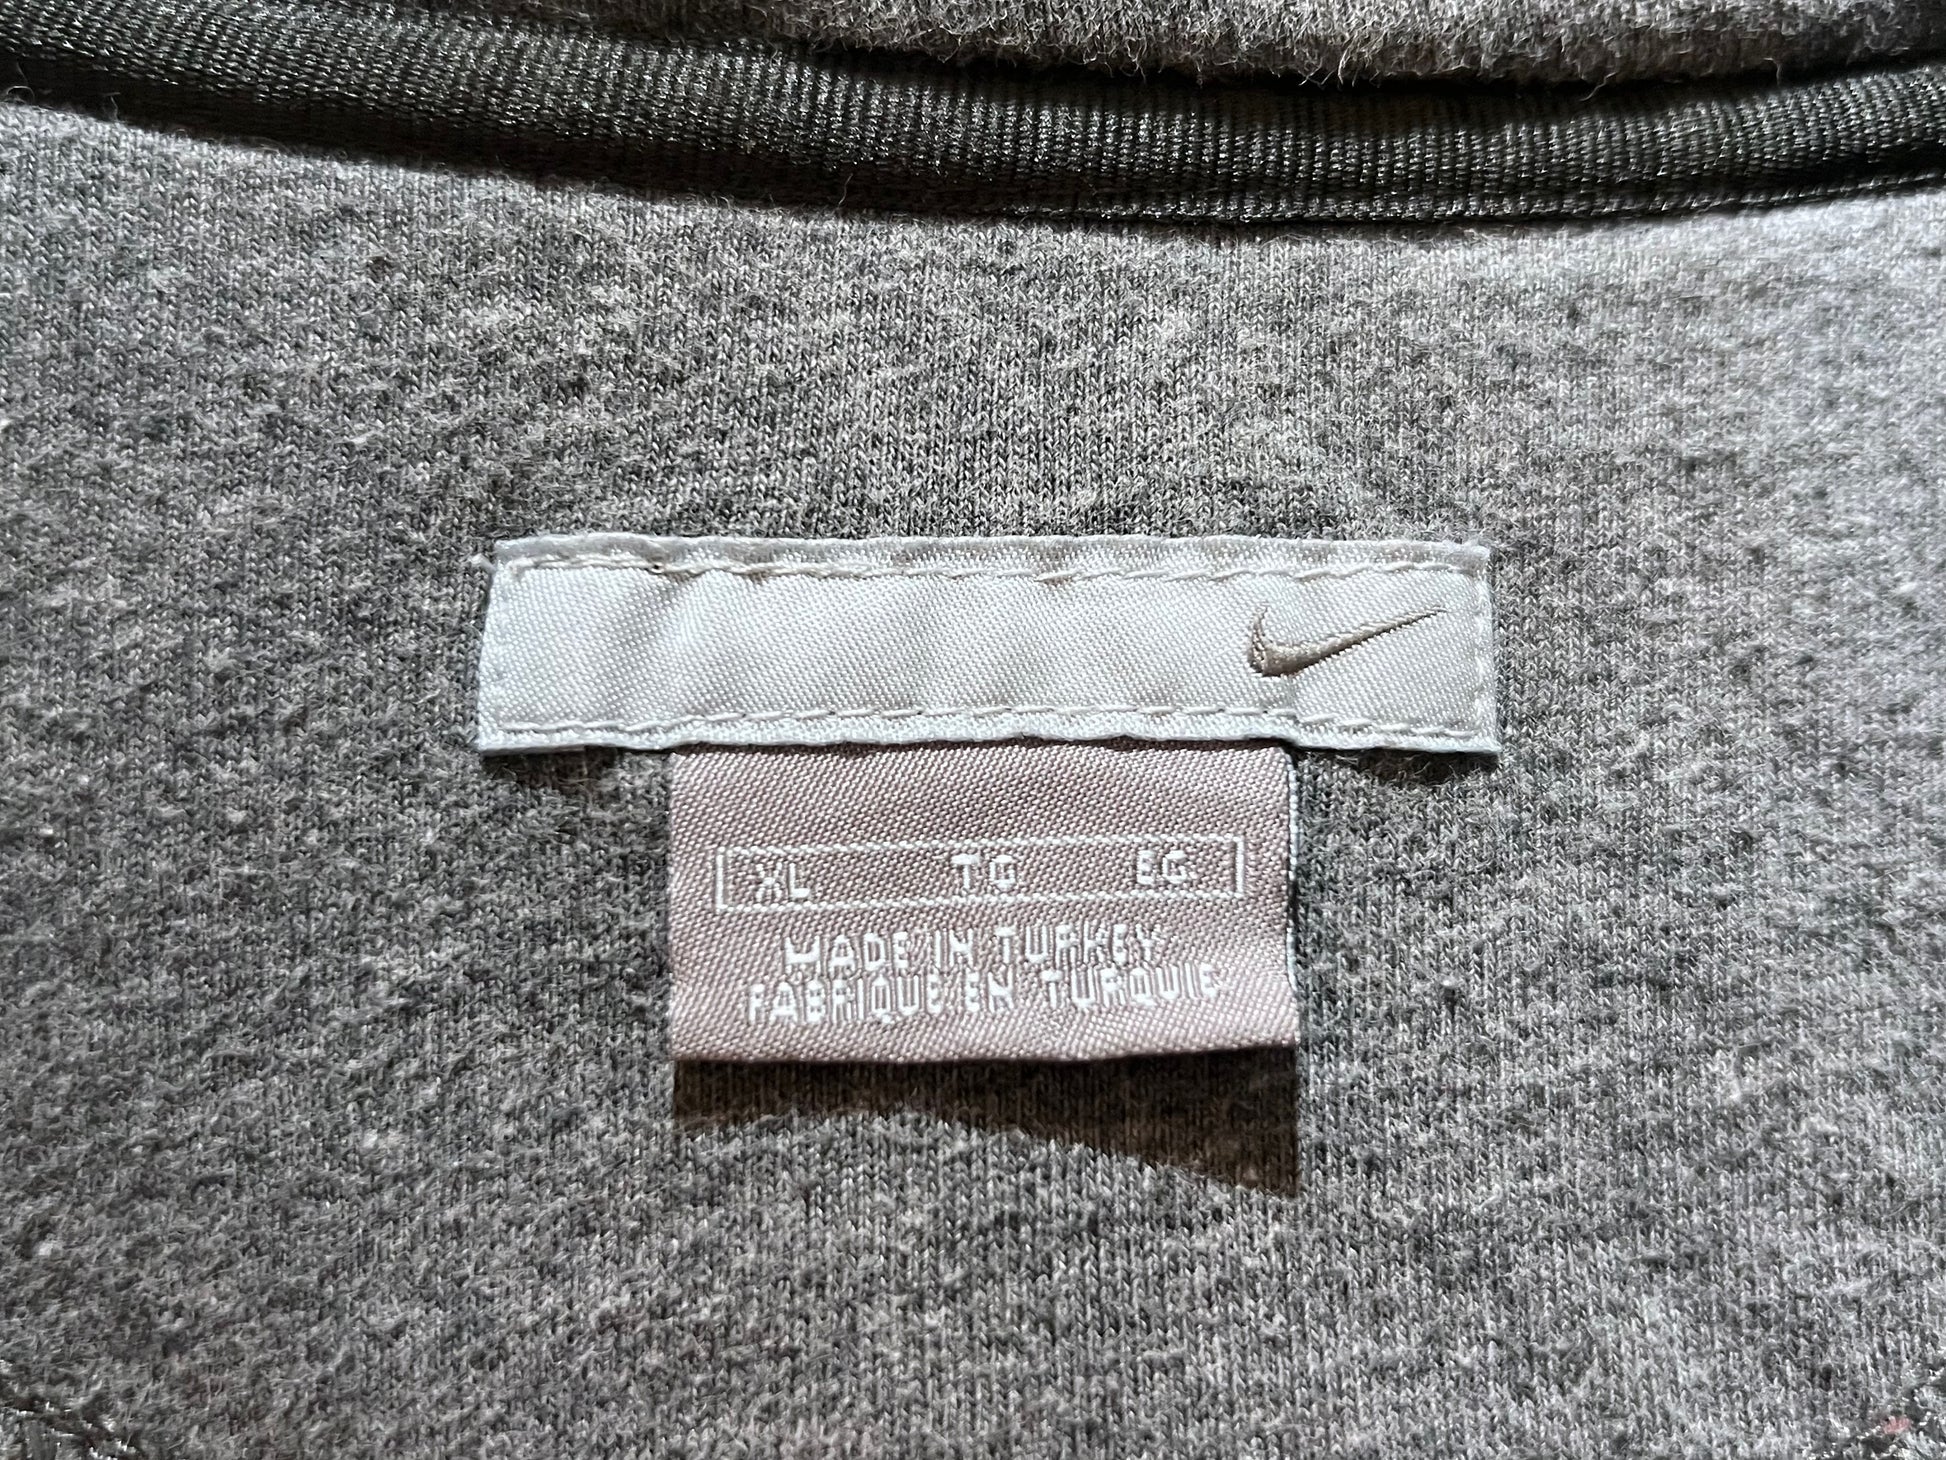 XL TG EG
MADE IN TURKEY
FABRIQUE EN TURQUIE